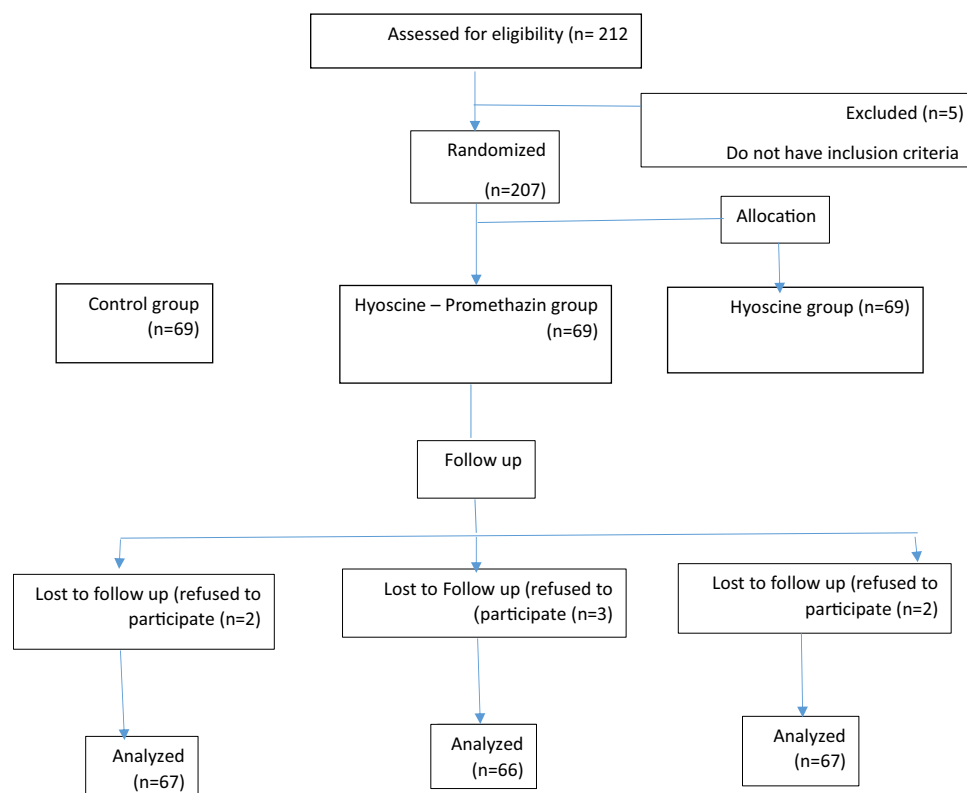 Assessed for eligibility (n= 212
Excluded (n=5)
Do not have inclusion criteria
Randomized
(n=207)
Allocation
Control group
(n=69)
Hyoscine – Promethazin group
(n=69)
Hyoscine group (n=69)
Follow up
Lost to follow up (refused to
participate (n=2)
Lost to Follow up (refused to
(participate (n=3)
Lost to follow up (refused to
participate (n=2)
Analyzed
(n=67)
Analyzed
(n=66)
Analyzed
(n=67)